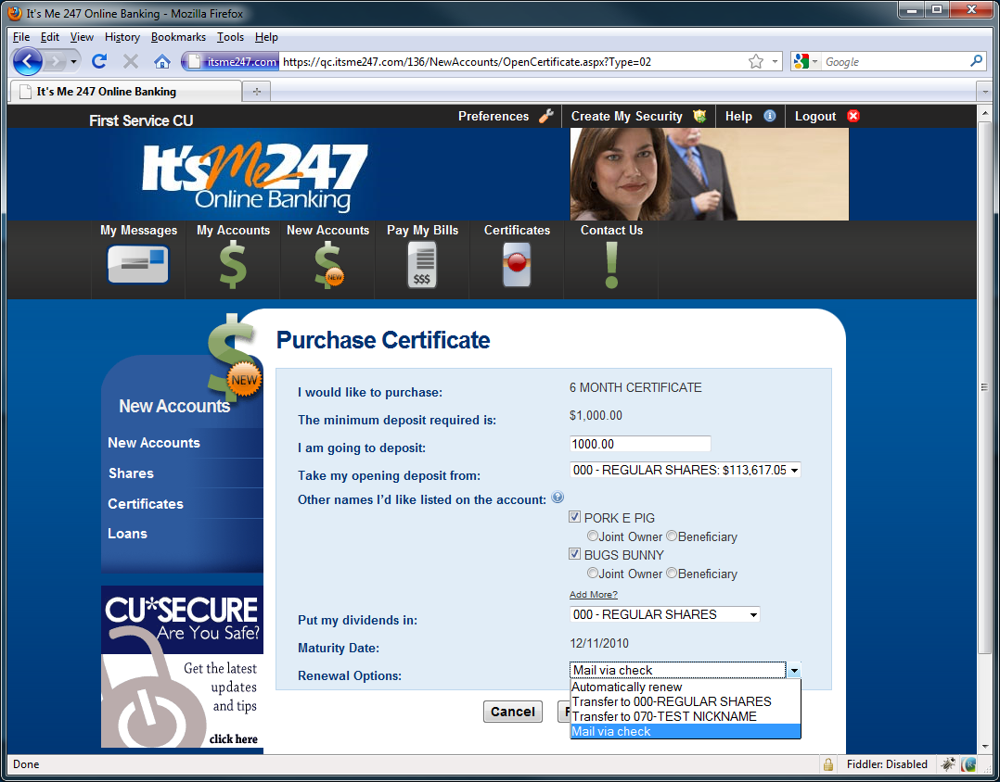 It's Me 247 Online Banking - Mozilla Firefox
File Edit View History Bookmarks Tools Help
itsme247.com https://qc.itsme247.com/136/NewAccounts/OpenCertificate.aspx?Type=02 Google
It's Me 247 Online Banking
First Service CU Preferences Create My Security Help Logout
It's Me 247
Online Banking
My Messages My Accounts New Accounts Pay My Bills Certificates Contact Us
NEW $$$
NEW
Purchase Certificate
New Accounts
New Accounts
Shares
Certificates
Loans
I would like to purchase: 6 MONTH CERTIFICATE
The minimum deposit required is: $1,000.00
I am going to deposit: 1000.00
Take my opening deposit from: 000 - REGULAR SHARES: $113,617.05
Other names I'd like listed on the account:
PORK E PIG
Joint Owner Beneficiary
BUGS BUNNY
Joint Owner Beneficiary
Add More?
Put my dividends in: 000 - REGULAR SHARES
Maturity Date: 12/11/2010
Renewal Options: Mail via check
Automatically renew
Transfer to 000-REGULAR SHARES
Transfer to 070-TEST NICKNAME
Mail via check
Cancel
CU*SECURE
Are You Safe?
Get the latest
updates
and tips
click here
Done Fiddler: Disabled